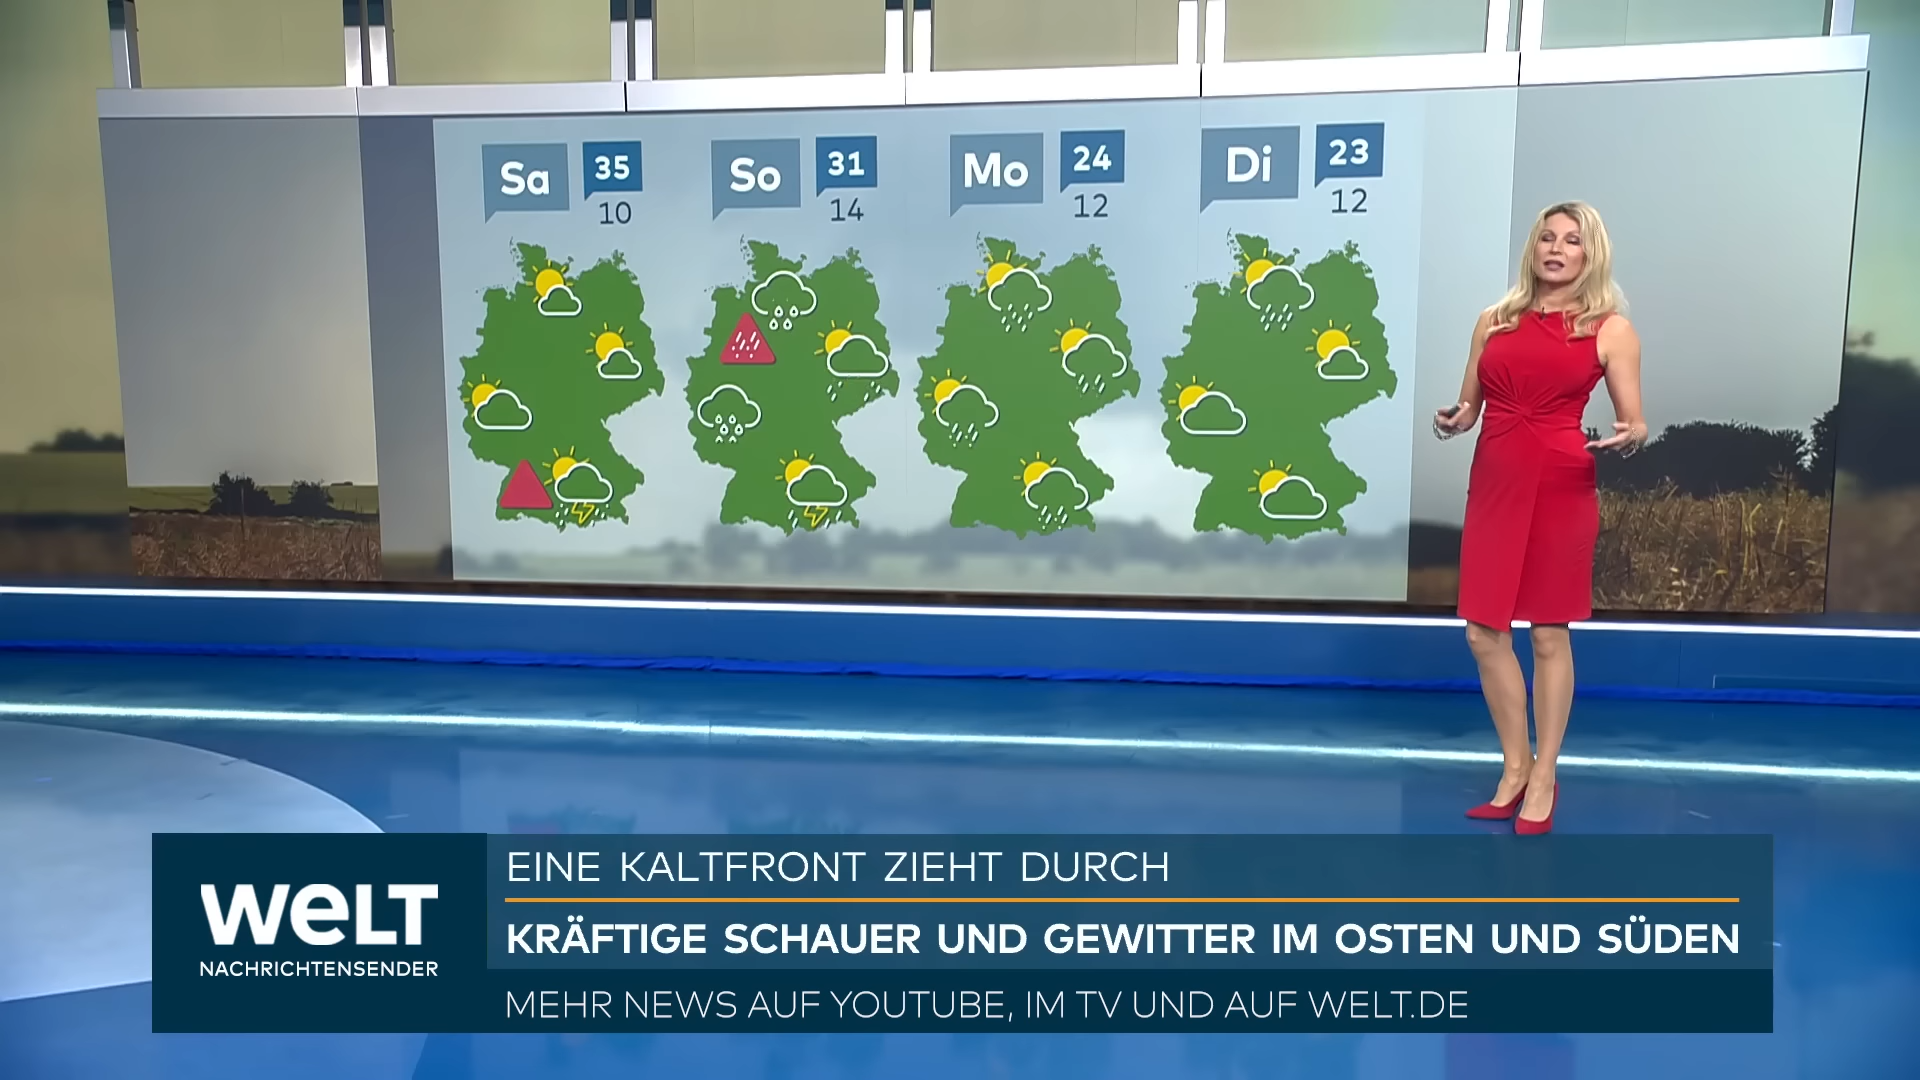 Sa 35 10
So 31 14
Mo 24 12
Di 23 12
EINE KALTFRONT ZIEHT DURCH
KRÄFTIGE SCHAUER UND GEWITTER IM OSTEN UND SÜDEN
welt
NACHRICHTENSENDER
MEHR NEWS AUF YOUTUBE, IM TV UND AUF WELT.DE